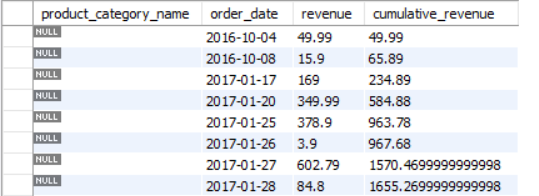 product_category_name order_date revenue cumulative_revenue
NULL 2016-10-04 49.99 49.99
NULL 2016-10-08 15.9 65.89
NULL 2017-01-17 169 234.89
NULL 2017-01-20 349.99 584.88
NULL 2017-01-25 378.9 963.78
NULL 2017-01-26 3.9 967.68
NULL 2017-01-27 602.79 1570.4699999999998
NULL 2017-01-28 84.8 1655.2699999999998